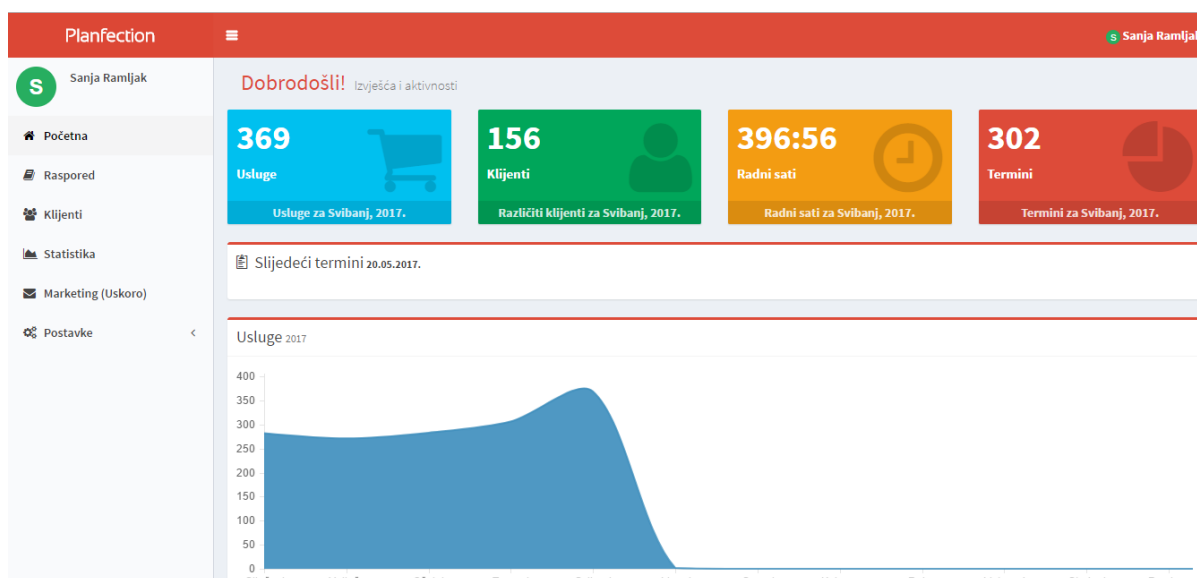 Planfection
S Sanja Ramljak
S Sanja Ramljak
Početna
Raspored
Klijenti
Statistika
Marketing (Uskoro)
Postavke
Dobrodošli! Izvješća i aktivnosti
369
Usluge
Usluge za Svibanj, 2017.
156
Klijenti
Različiti klijenti za Svibanj, 2017.
396:56
Radni sati
Radni sati za Svibanj, 2017.
302
Termini
Termini za Svibanj, 2017.
Slijedeći termini 20.05.2017.
Usluge 2017
400
350
300
250
200
150
100
50
0